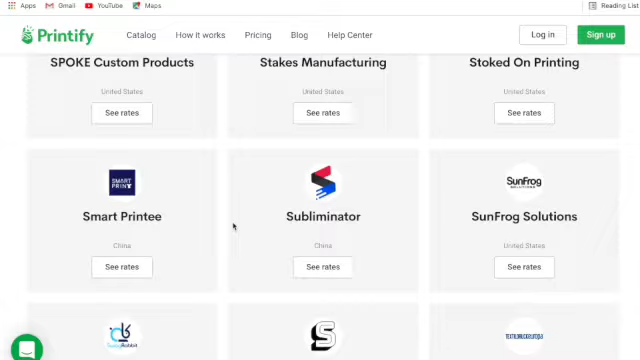 Apps Gmail YouTube Maps Reading List
Printify Catalog How it works Pricing Blog Help Center Log in Sign up
SPOKE Custom Products Stakes Manufacturing Stoked On Printing
United States United States United States
See rates See rates See rates
SMART
PRINT
SunFrog
SOLUTIONS
Smart Printee Subliminator SunFrog Solutions
China China United States
See rates See rates See rates